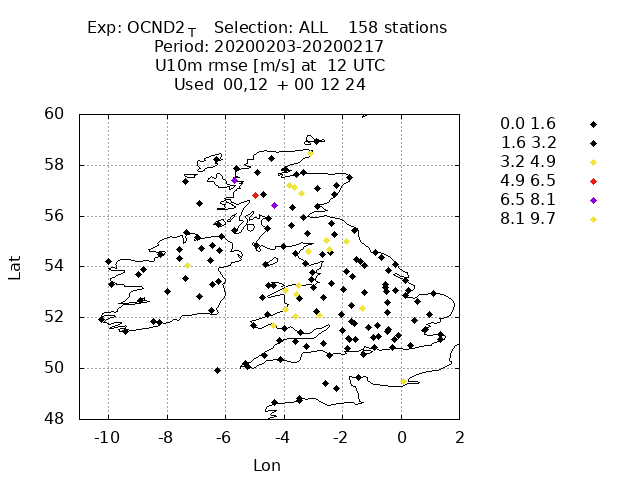 Exp: OCND2 T   Selection: ALL    158 stations
Period: 20200203-20200217
U10m rmse [m/s] at  12 UTC
Used  00,12  + 00 12 24
60
58
56
54
52
50
48
Lat
-10 -8 -6 -4 -2 0 2
Lon
0.0 1.6
1.6 3.2
3.2 4.9
4.9 6.5
6.5 8.1
8.1 9.7